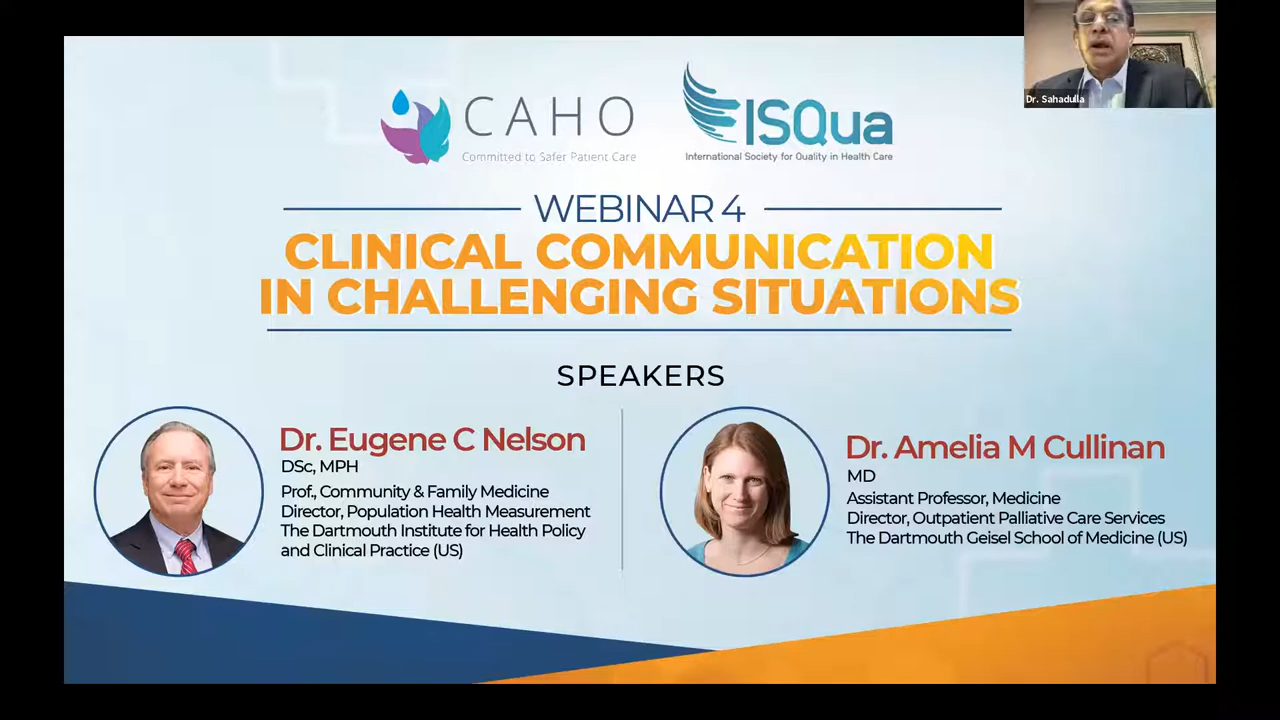 Dr. Sahadulla
CAHO
Committed to Safer Patient Care
ISQua
International Society for Quality in Health Care
WEBINAR 4
CLINICAL COMMUNICATION
IN CHALLENGING SITUATIONS
SPEAKERS
Dr. Eugene C Nelson
DSc, MPH
Prof., Community & Family Medicine
Director, Population Health Measurement
The Dartmouth Institute for Health Policy
and Clinical Practice (US)
Dr. Amelia M Cullinan
MD
Assistant Professor, Medicine
Director, Outpatient Palliative Care Services
The Dartmouth Geisel School of Medicine (US)